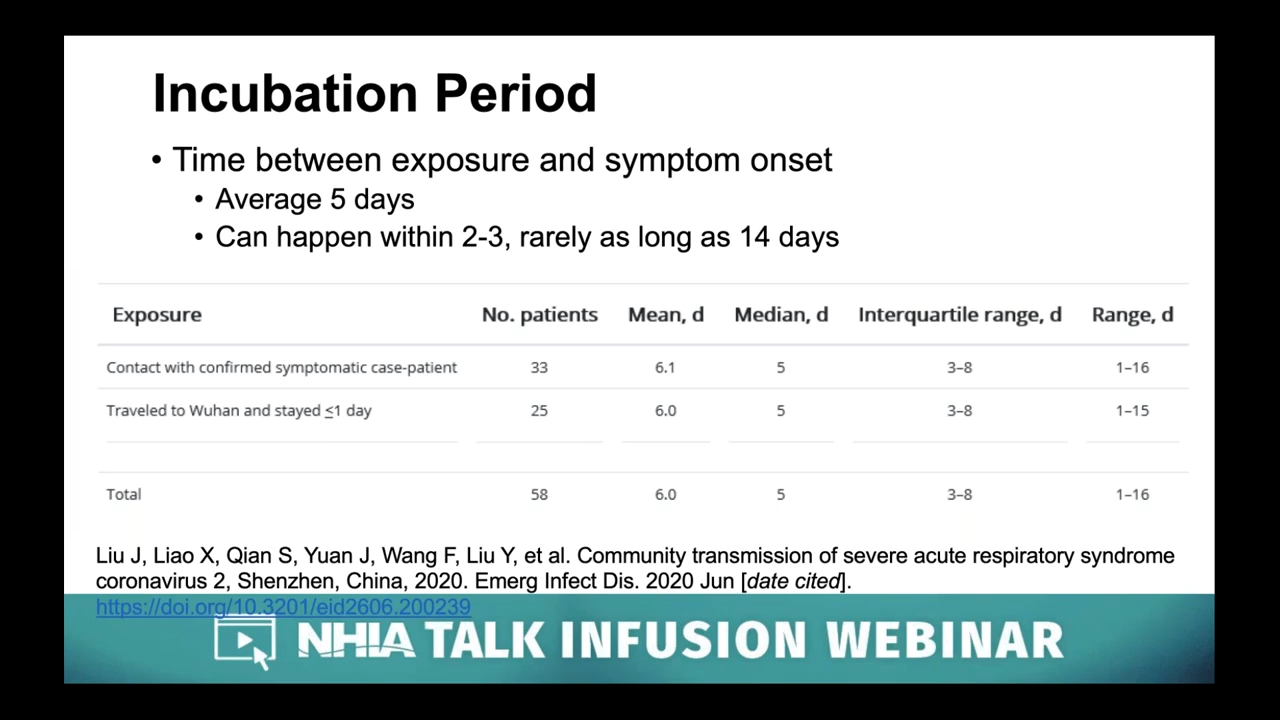 Incubation Period
• Time between exposure and symptom onset
• Average 5 days
• Can happen within 2-3, rarely as long as 14 days
Exposure No. patients Mean, d Median, d Interquartile range, d Range, d
Contact with confirmed symptomatic case-patient 33 6.1 5 3–8 1–16
Traveled to Wuhan and stayed ≤1 day 25 6.0 5 3–8 1–15
Total 58 6.0 5 3–8 1–16
Liu J, Liao X, Qian S, Yuan J, Wang F, Liu Y, et al. Community transmission of severe acute respiratory syndrome
coronavirus 2, Shenzhen, China, 2020. Emerg Infect Dis. 2020 Jun [date cited].
https://doi.org/10.3201/eid2606.200239
NHIA TALK INFUSION WEBINAR